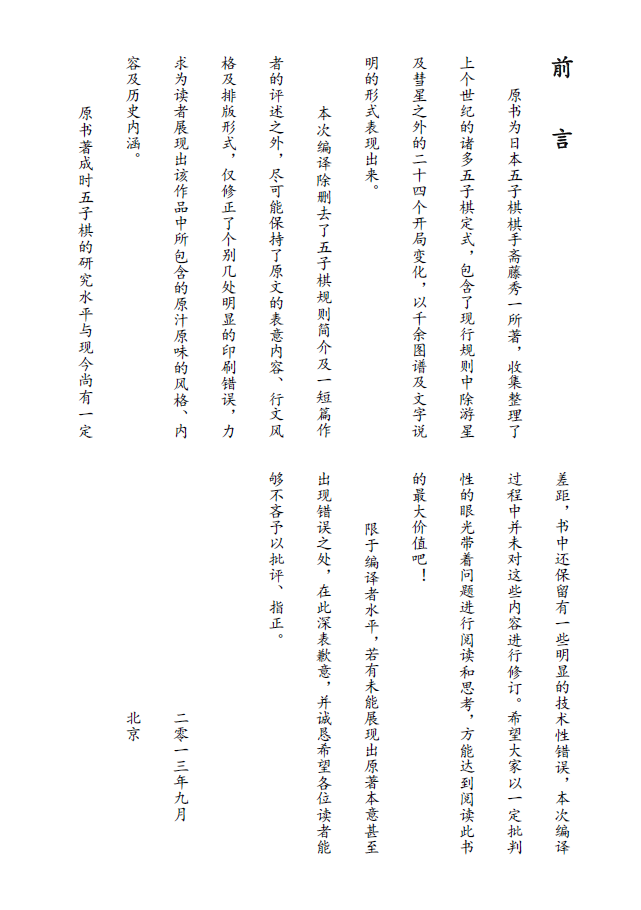 前言
原书为日本五子棋棋手斋藤秀一所著，收集整理了
上个世纪的诸多五子棋定式，包含了现行规则中除游星
及彗星之外的二十四个开局变化，以千余图谱及文字说
明的形式表现出来。
本次编译除删去了五子棋规则简介及一短篇作
者的评述之外，尽可能保持了原文的表意内容、行文风
格及排版形式，仅修正了个别几处明显的印刷错误，力
求为读者展现出该作品中所包含的原汁原味的风格、内
容及历史内涵。
原书著成时五子棋的研究水平与现今尚有一定
差距，书中还保留有一些明显的技术性错误，本次编译
过程中并未对这些内容进行修订。希望大家以一定批判
性的眼光带着问题进行阅读和思考，方能达到阅读此书
的最大价值吧！
限于编译者水平，若有未能展现出原著本意甚至
出现错误之处，在此深表歉意，并诚恳希望各位读者能
够不吝予以批评、指正。
二零一三年九月
北京